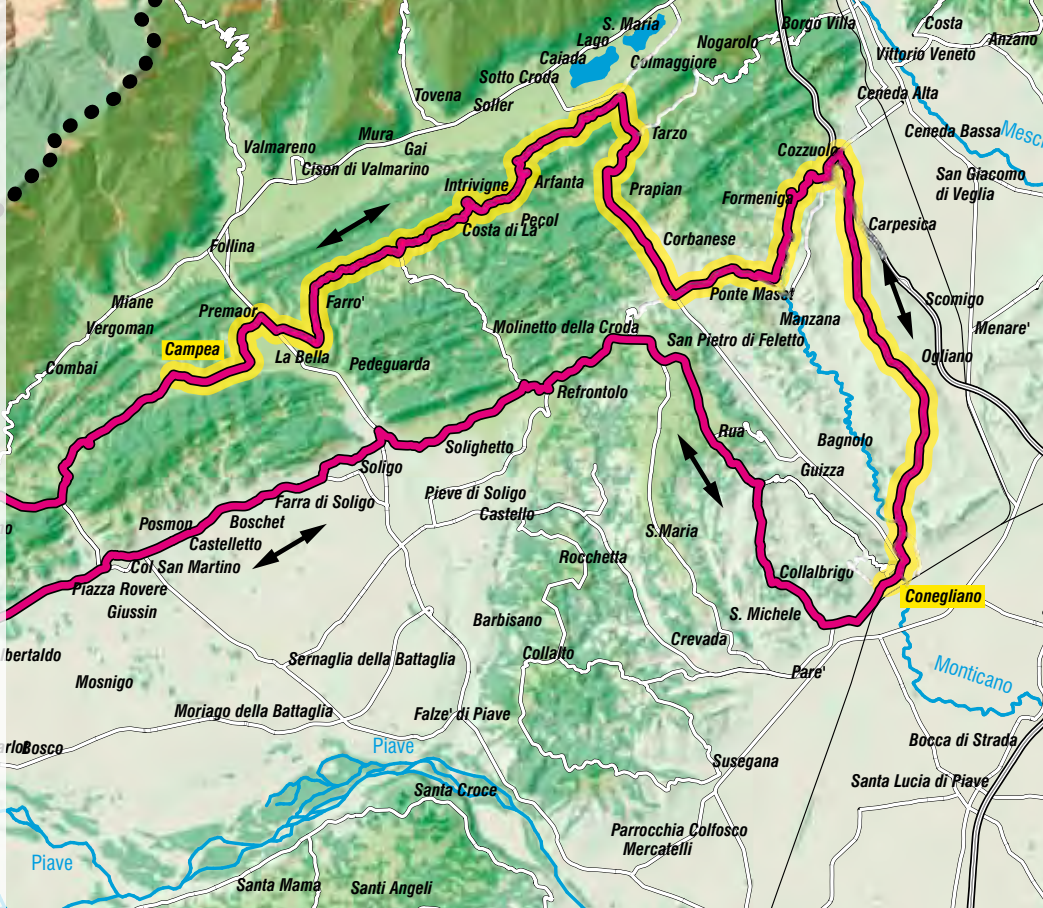 S. Maria
Lago
Nogarolo
Borgo Villa
Costa
Anzano
Caiada
Colmaggiore
Vittorio Veneto
Sotto Croda
Tovena
Soller
Ceneda Alta
Mura
Tarzo
Ceneda Bassa
Gai
Valmareno
Cozzuolo
Cison di Valmarino
San Giacomo
di Veglia
Intrivigne
Arfanta
Prapian
Formeniga
Pecol
Costa di La'
Carpesica
Corbanese
Follina
Miane
Premaor
Farro'
Ponte Maset
Scomigo
Vergoman
Manzana
Menare'
Molinetto della Croda
San Pietro di Feletto
Campea
La Bella
Ogliano
Combai
Pedeguarda
Refrontolo
Rua
Bagnolo
Solighetto
Guizza
Soligo
Pieve di Soligo
Farra di Soligo
Castello
Posmon
Boschet
S.Maria
Castelletto
Rocchetta
Col San Martino
Collalbrigo
Piazza Rovere
Conegliano
Giussin
S. Michele
Barbisano
Crevada
Collalto
Sernaglia della Battaglia
Pare'
Monticano
Mosnigo
Moriago della Battaglia
Falze' di Piave
Bosco
Piave
Bocca di Strada
Susegana
Santa Lucia di Piave
Santa Croce
Parrocchia Colfosco
Mercatelli
Piave
Santa Mama
Santi Angeli